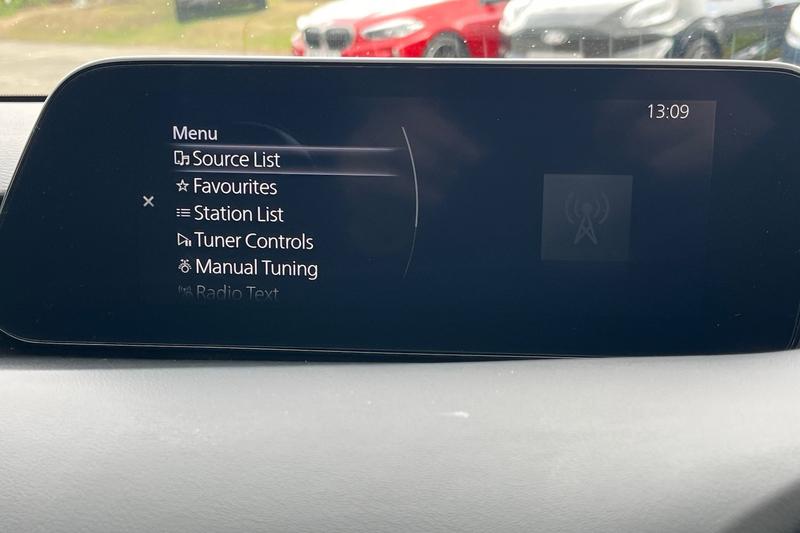 13:09
Menu
Source List
Favourites
Station List
Tuner Controls
Manual Tuning
Radio Text